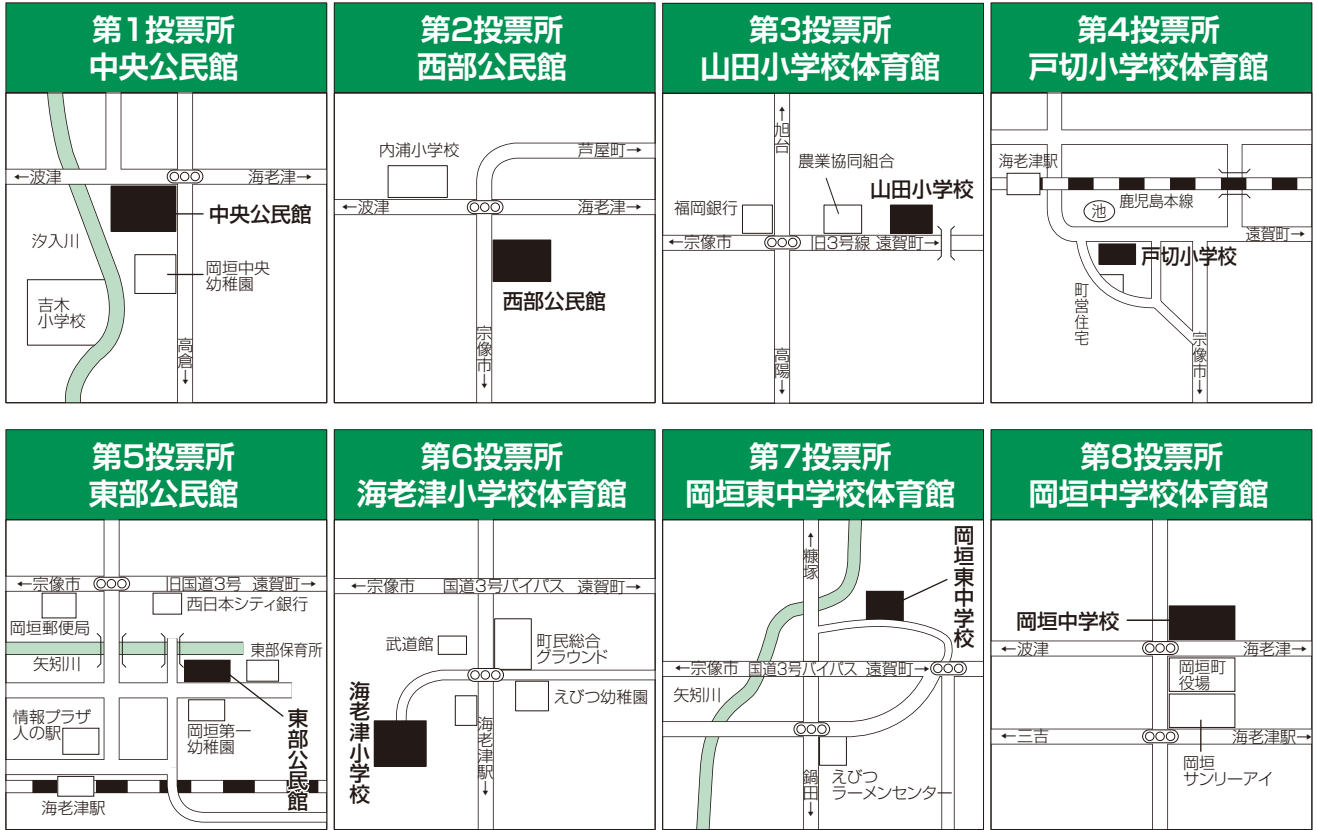 第1投票所
中央公民館
←波津
海老津→
中央公民館
汐入川
岡垣中央
幼稚園
吉木
小学校
高倉→
第2投票所
西部公民館
内浦小学校
芦屋町→
←波津
海老津→
西部公民館
宗像市→
第3投票所
山田小学校体育館
←旭台
農業協同組合
山田小学校
福岡銀行
←宗像市
旧3号線 遠賀町→
高陽→
第4投票所
戸切小学校体育館
海老津駅
鹿児島本線
池
遠賀町→
戸切小学校
町営住宅
宗像市→
第5投票所
東部公民館
←宗像市
旧国道3号 遠賀町→
西日本シティ銀行
岡垣郵便局
東部保育所
矢矧川
情報プラザ
人の駅
岡垣第一
幼稚園
東部公民館
海老津駅
第6投票所
海老津小学校体育館
←宗像市 国道3号バイパス 遠賀町→
武道館
町民総合
グラウンド
えびつ幼稚園
海老津小学校
海老津駅→
第7投票所
岡垣東中学校体育館
←糠塚
岡垣東中学校
←宗像市 国道3号バイパス 遠賀町→
矢矧川
えびつ
ラーメンセンター
鍋田→
第8投票所
岡垣中学校体育館
岡垣中学校
←波津
海老津→
岡垣町
役場
←三吉
海老津駅→
岡垣
サンリーアイ